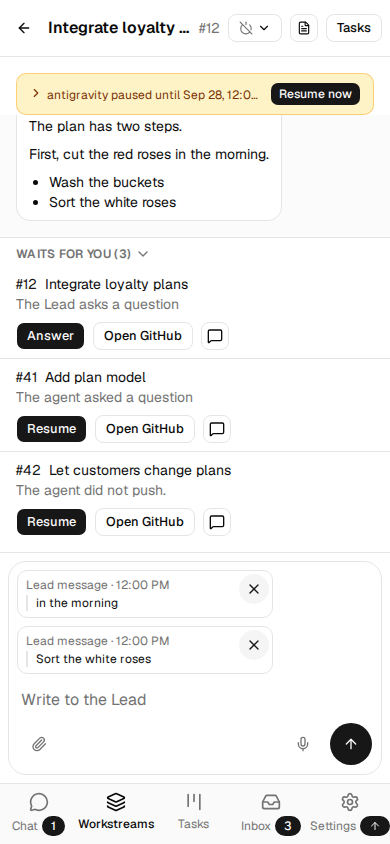 Integrate loyalty ... #12 Tasks
antigravity paused until Sep 28, 12:0... Resume now
The plan has two steps.
First, cut the red roses in the morning.
• Wash the buckets
• Sort the white roses
WAITS FOR YOU (3)
#12 Integrate loyalty plans
The Lead asks a question
Answer Open GitHub
#41 Add plan model
The agent asked a question
Resume Open GitHub
#42 Let customers change plans
The agent did not push.
Resume Open GitHub
Lead message · 12:00 PM
in the morning
Lead message · 12:00 PM
Sort the white roses
Write to the Lead
Chat 1 Workstreams Tasks Inbox 3 Settings